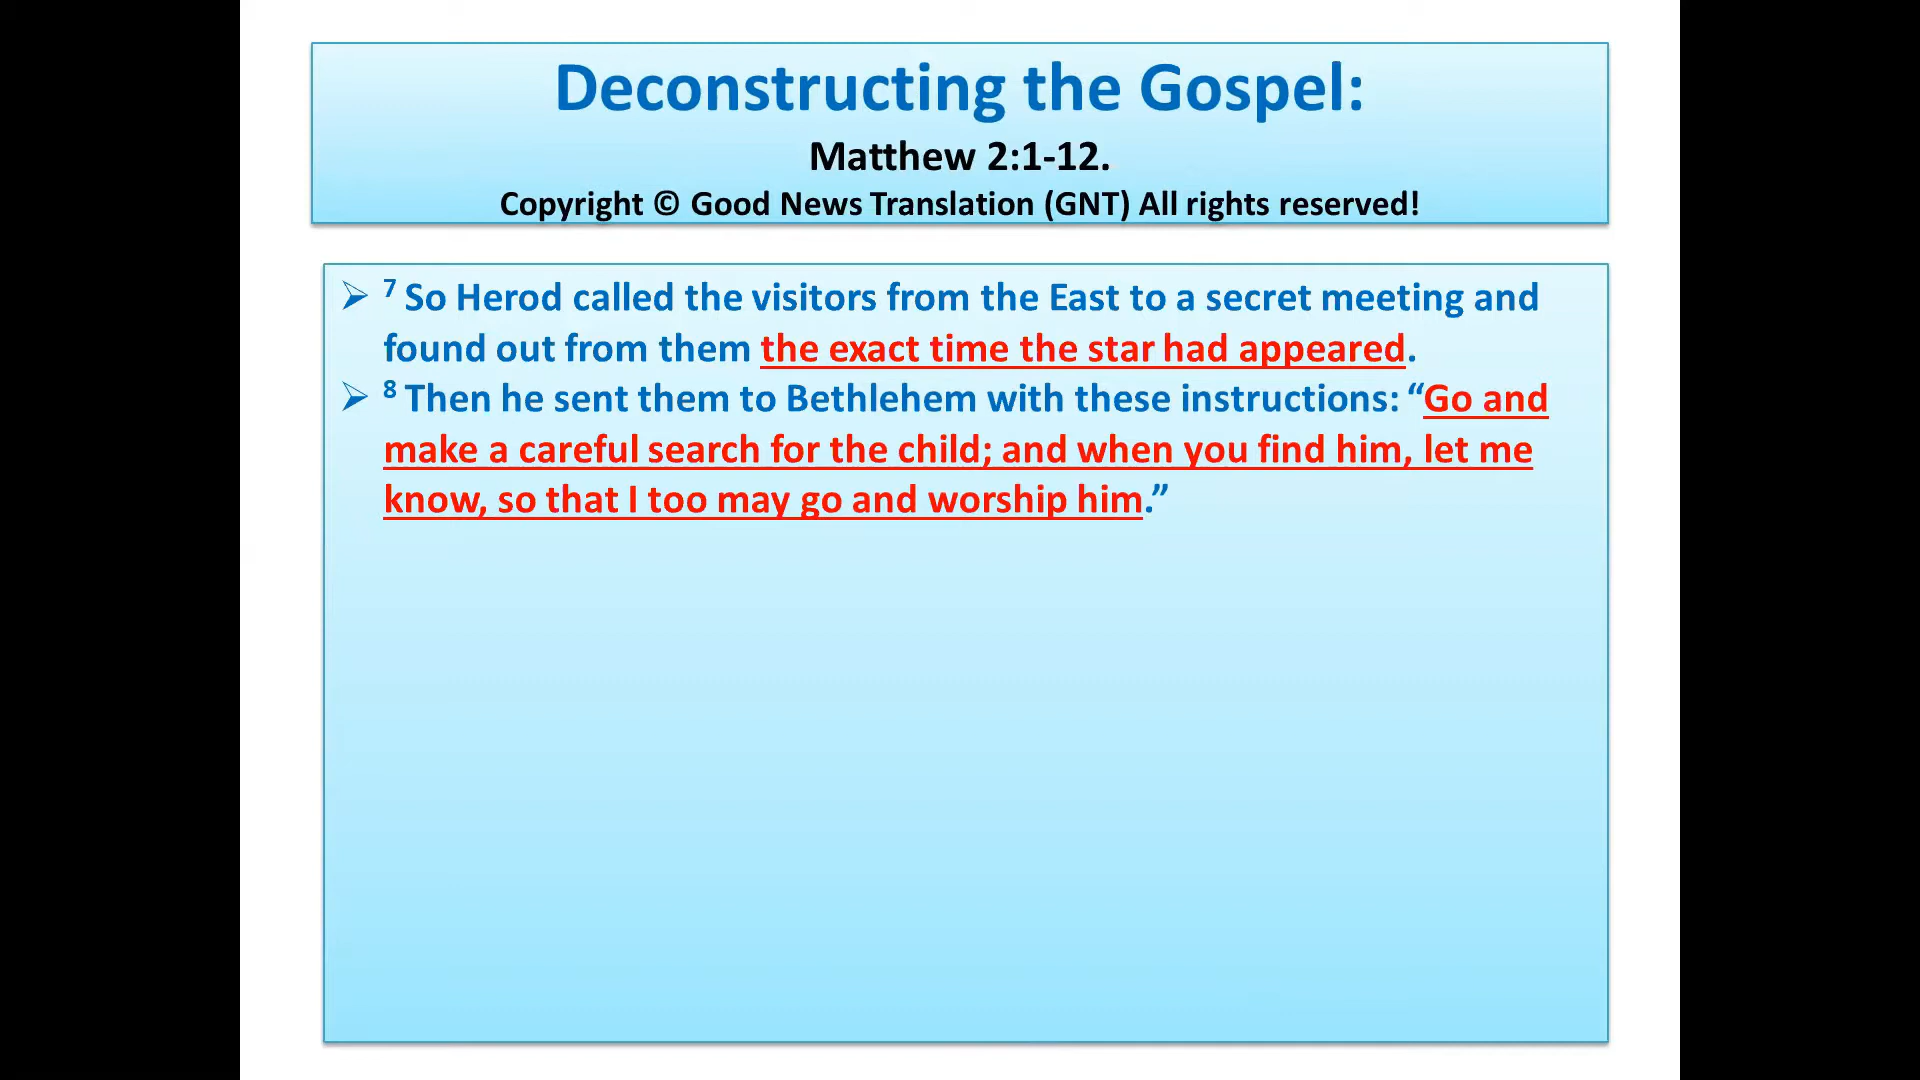 Deconstructing the Gospel:
Matthew 2:1-12.
Copyright © Good News Translation (GNT) All rights reserved!
➢ ⁷ So Herod called the visitors from the East to a secret meeting and
found out from them the exact time the star had appeared.
➢ ⁸ Then he sent them to Bethlehem with these instructions: “Go and
make a careful search for the child; and when you find him, let me
know, so that I too may go and worship him.”